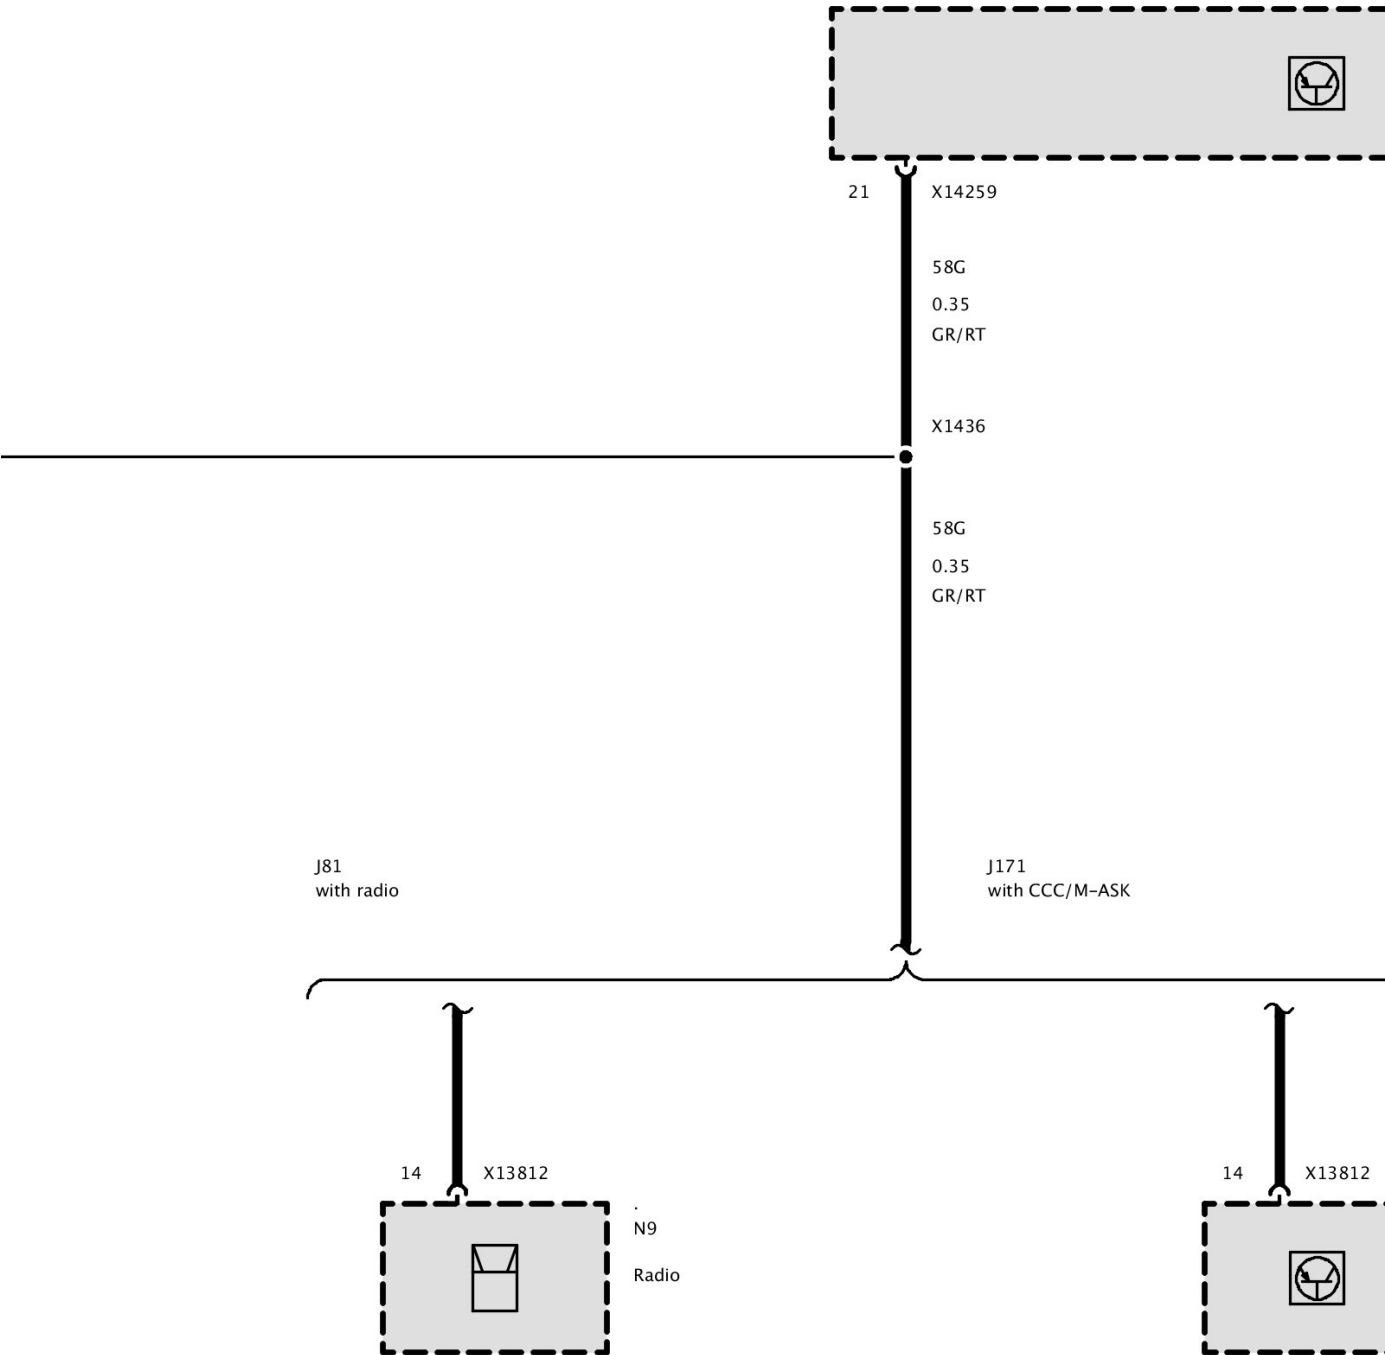 21 X14259
58G
0.35
GR/RT
X1436
58G
0.35
GR/RT
J81
with radio
J171
with CCC/M-ASK
14 X13812
14 X13812
.
N9
Radio